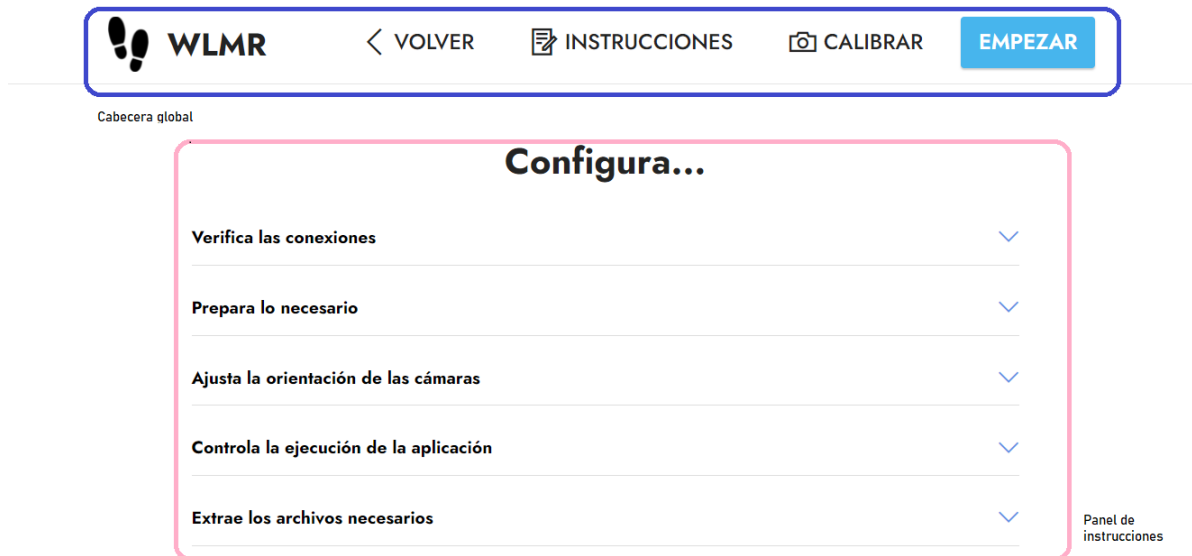 WLMR
VOLVER
INSTRUCCIONES
CALIBRAR
EMPEZAR
Cabecera global
Configura...
Verifica las conexiones
Prepara lo necesario
Ajusta la orientación de las cámaras
Controla la ejecución de la aplicación
Extrae los archivos necesarios
Panel de
instrucciones